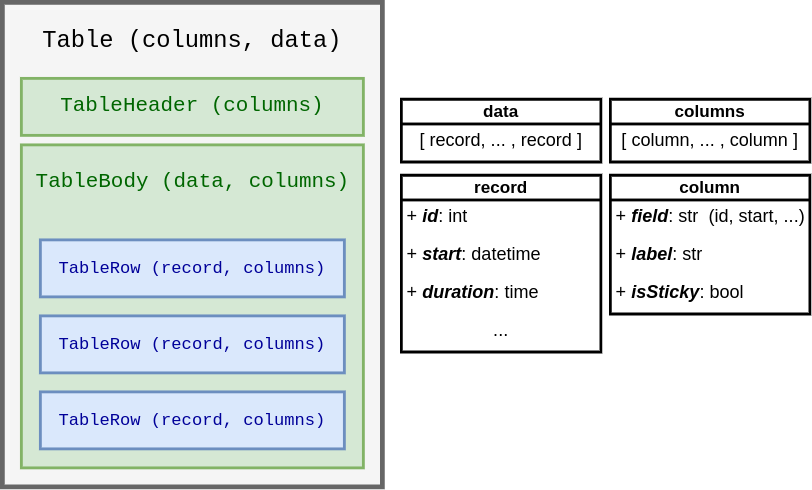 Table (columns, data)
TableHeader (columns)
TableBody (data, columns)
TableRow (record, columns)
TableRow (record, columns)
TableRow (record, columns)
data
[ record, ... , record ]
columns
[ column, ... , column ]
record
+ id: int
+ start: datetime
+ duration: time
...
column
+ field: str (id, start, ...)
+ label: str
+ isSticky: bool